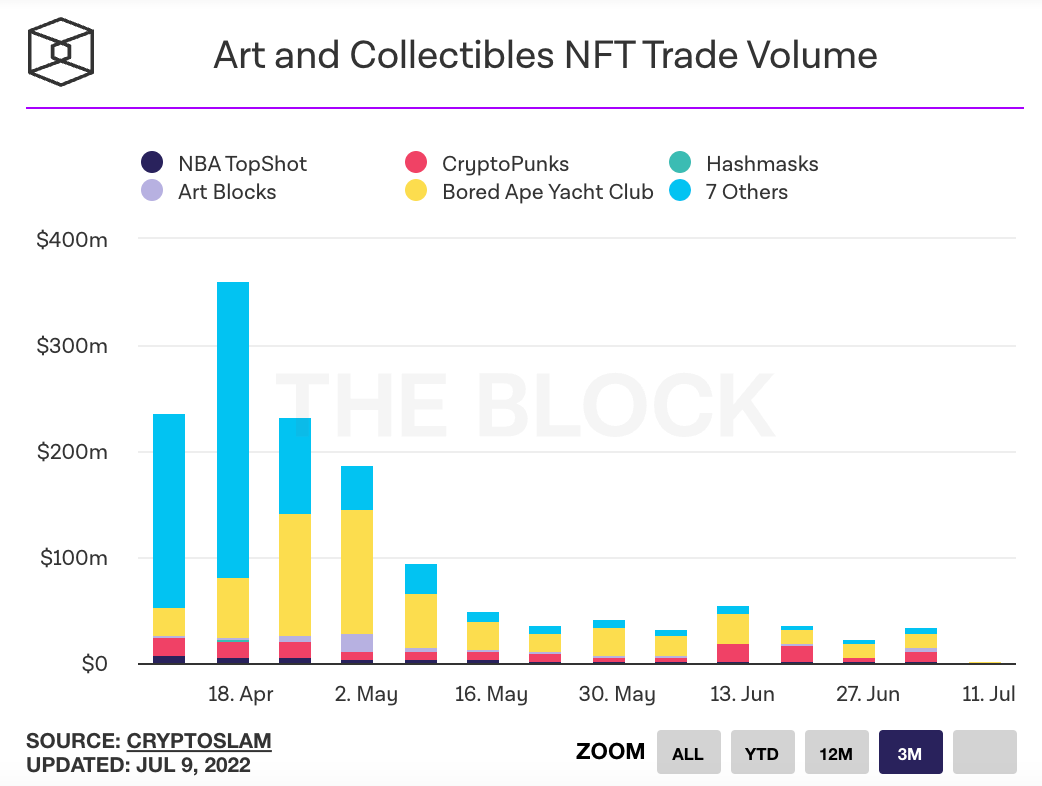 Art and Collectibles NFT Trade Volume
NBA TopShot
CryptoPunks
Hashmasks
Art Blocks
Bored Ape Yacht Club
7 Others
$400m
$300m
$200m
$100m
$0
THE BLOCK
18. Apr
2. May
16. May
30. May
13. Jun
27. Jun
11. Jul
SOURCE: CRYPTOSLAM
UPDATED: JUL 9, 2022
ZOOM
ALL
YTD
12M
3M